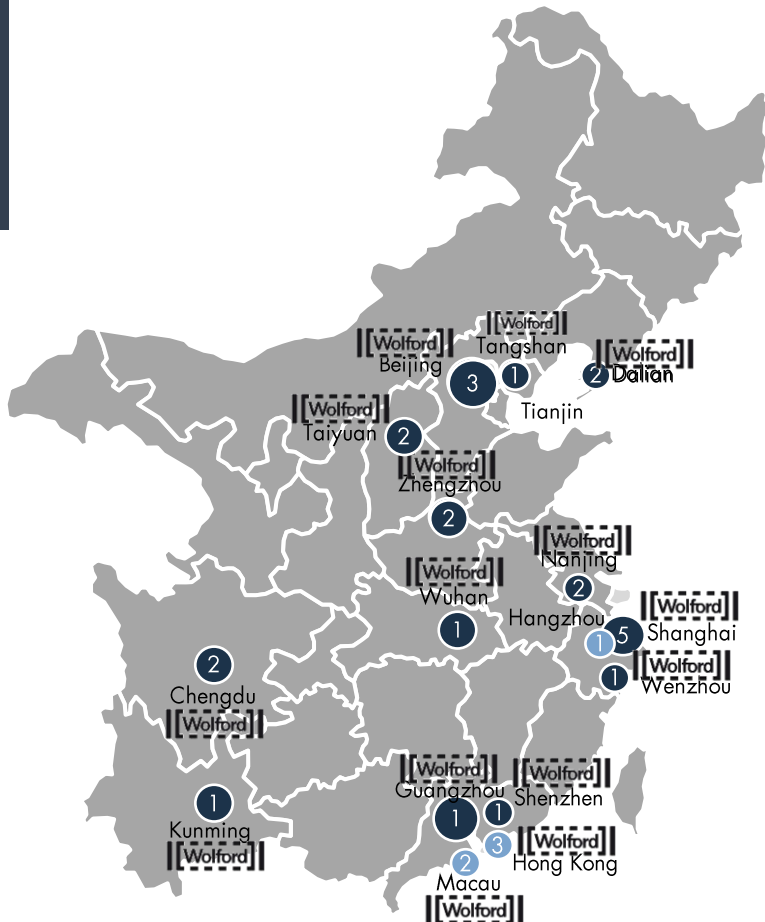 [Wolford]
Tangshan
[Wolford]
Beijing
3
1
[Wolford]
2
Dalian
Tianjin
[Wolford]
Taiyuan
2
[Wolford]
Zhengzhou
2
[Wolford]
Nanjing
2
[Wolford]
Wuhan
1
Hangzhou
1
5
[Wolford]
Shanghai
1
[Wolford]
Wenzhou
2
Chengdu
[Wolford]
1
Kunming
[Wolford]
[Wolford]
Guangzhou
1
[Wolford]
Shenzhen
1
3
[Wolford]
Hong Kong
2
Macau
[Wolford]